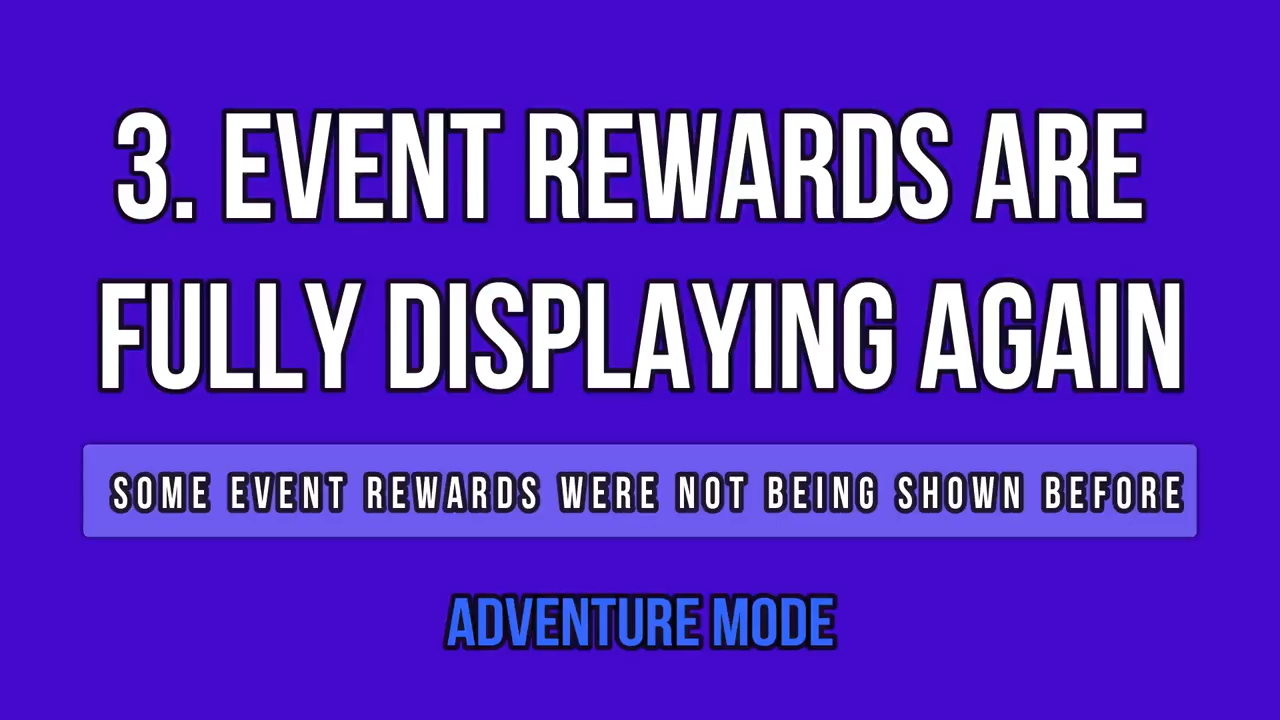 3. EVENT REWARDS ARE
FULLY DISPLAYING AGAIN
SOME EVENT REWARDS WERE NOT BEING SHOWN BEFORE
ADVENTURE MODE